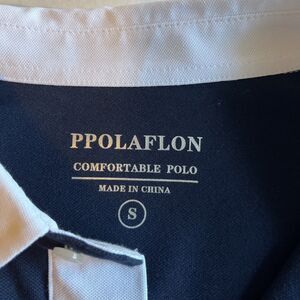 PPOLAFLON
COMFORTABLE POLO
MADE IN CHINA
S